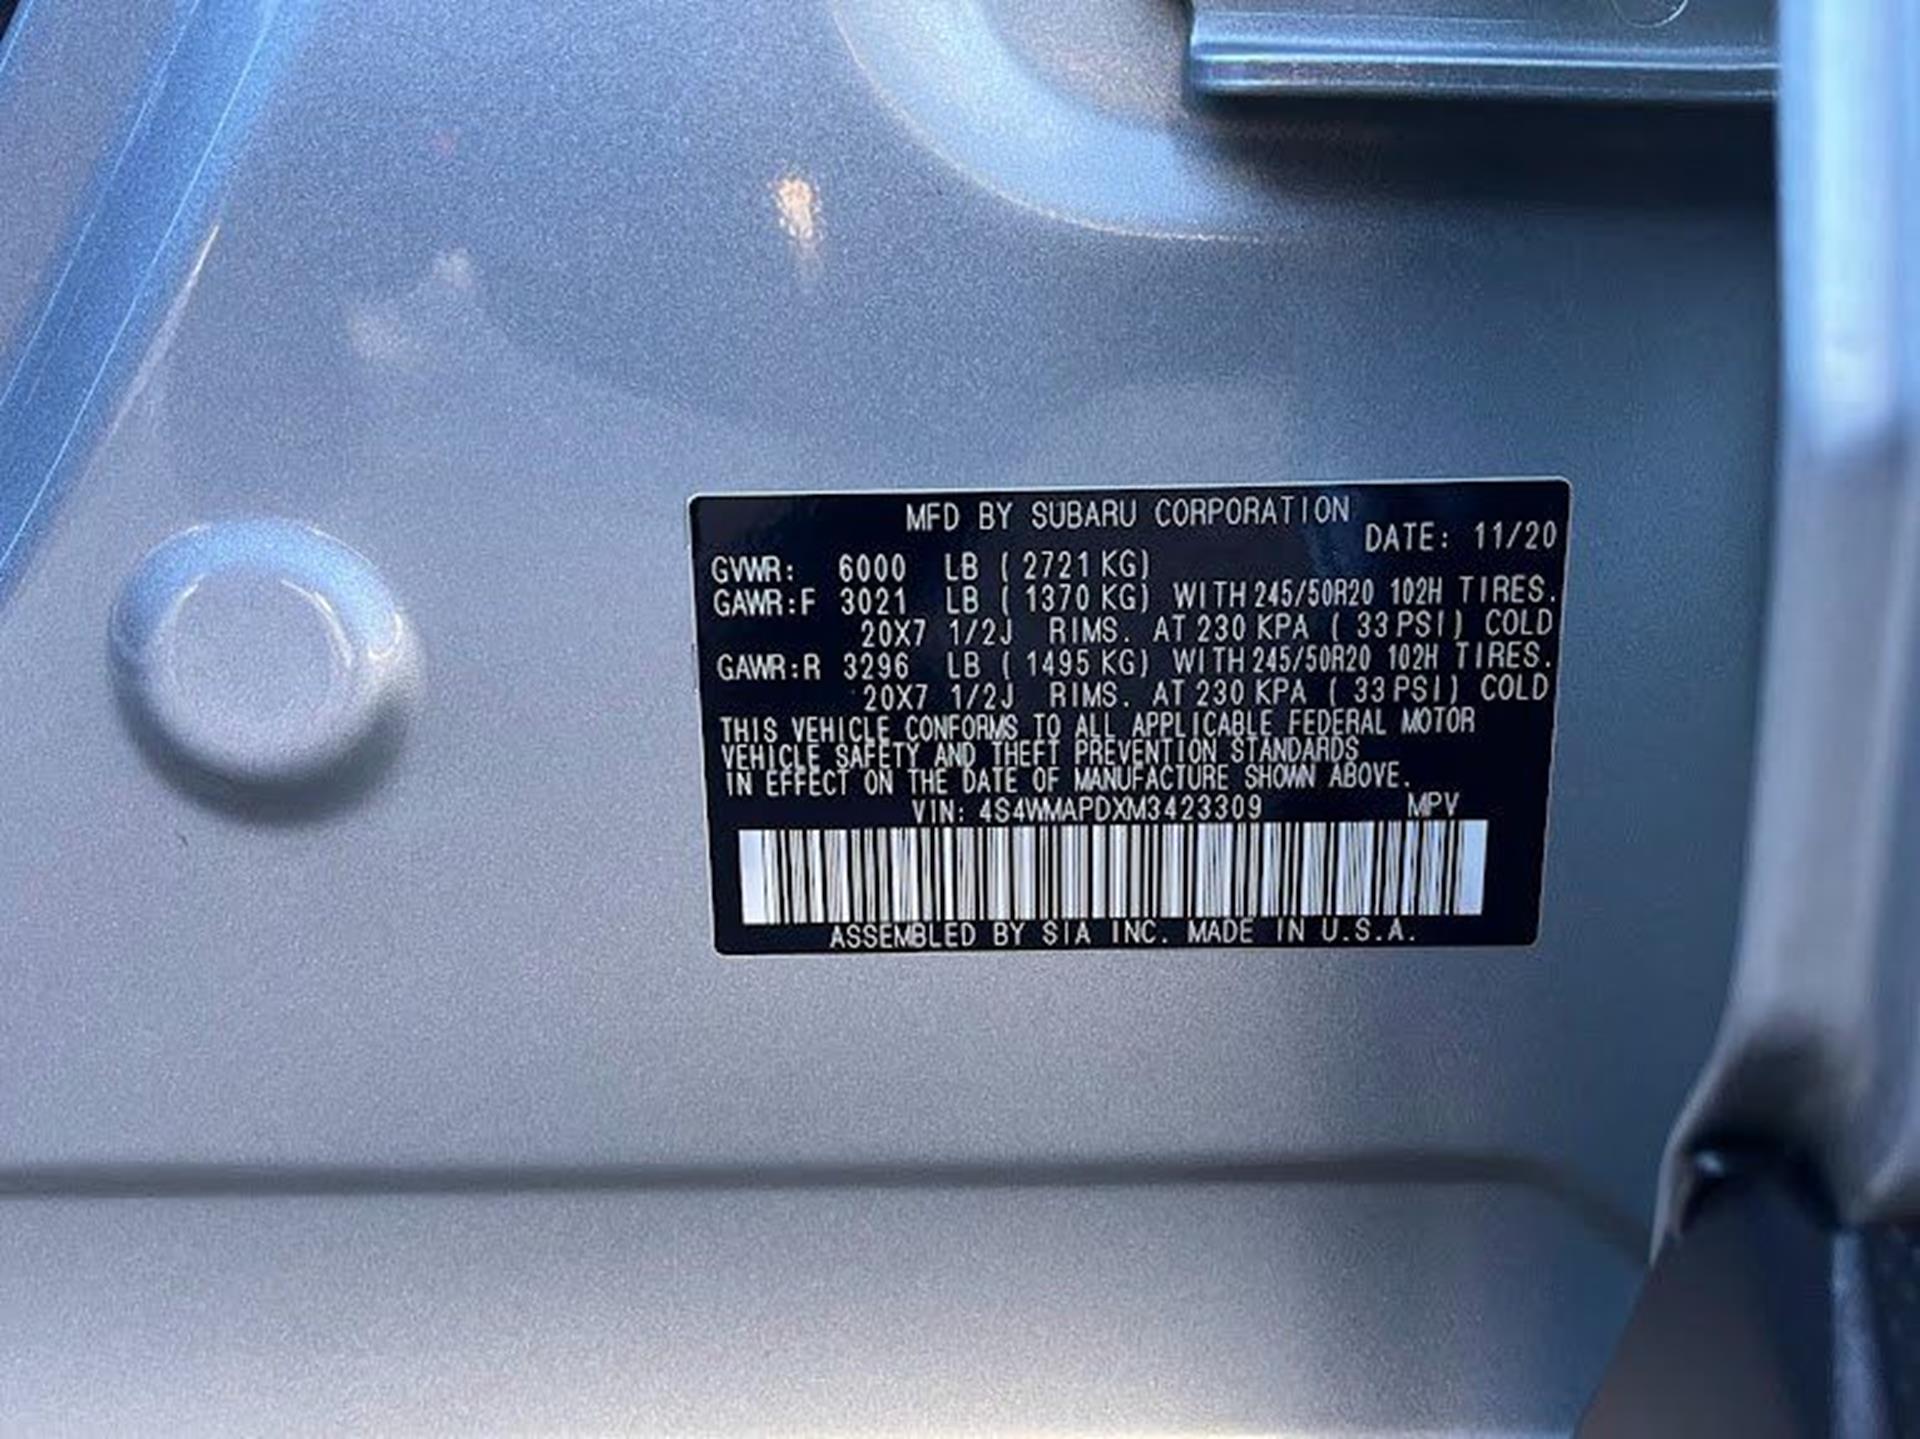 MFD BY SUBARU CORPORATION
DATE: 11/20
GVWR: 6000 LB ( 2721 KG)
GAWR:F 3021 LB ( 1370 KG) WITH 245/50R20 102H TIRES.
20X7 1/2J RIMS. AT 230 KPA ( 33 PSI) COLD
GAWR:R 3296 LB ( 1495 KG) WITH 245/50R20 102H TIRES.
20X7 1/2J RIMS. AT 230 KPA ( 33 PSI) COLD
THIS VEHICLE CONFORMS TO ALL APPLICABLE FEDERAL MOTOR
VEHICLE SAFETY AND THEFT PREVENTION STANDARDS
IN EFFECT ON THE DATE OF MANUFACTURE SHOWN ABOVE.
VIN: 4S4WMAPDXM3423309 MPV
ASSEMBLED BY SIA INC. MADE IN U.S.A.